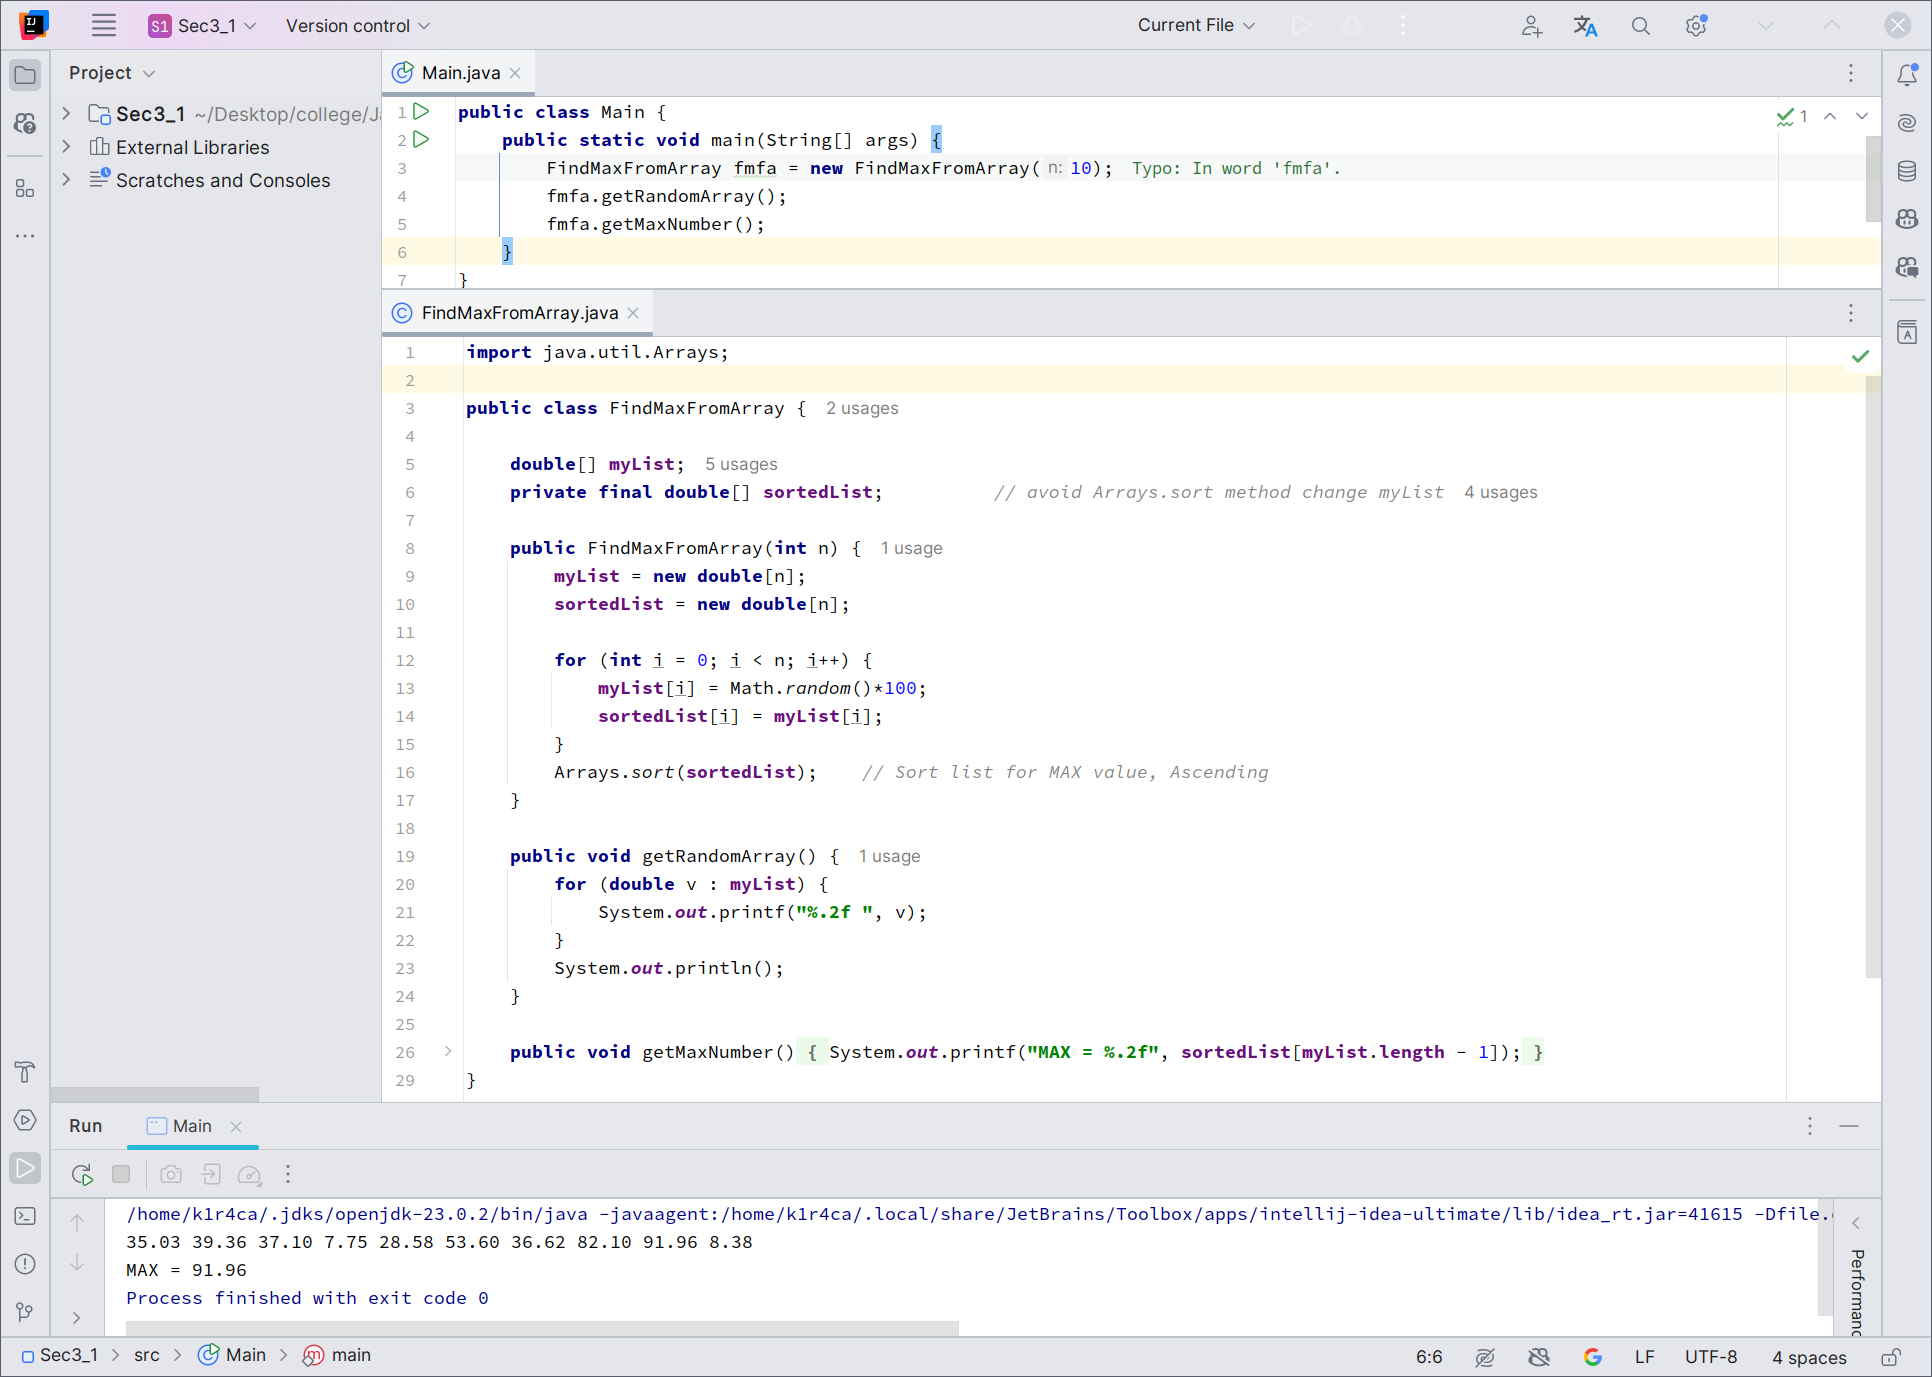 S1 Sec3_1 Version control Current File
Project
Sec3_1 ~/Desktop/college/J
External Libraries
Scratches and Consoles
Main.java
1 public class Main {
2 public static void main(String[] args) {
3 FindMaxFromArray fmfa = new FindMaxFromArray( n: 10); Typo: In word 'fmfa'.
4 fmfa.getRandomArray();
5 fmfa.getMaxNumber();
6 }
7 }
1
FindMaxFromArray.java
1 import java.util.Arrays;
2
3 public class FindMaxFromArray { 2 usages
4
5 double[] myList; 5 usages
6 private final double[] sortedList; // avoid Arrays.sort method change myList 4 usages
7
8 public FindMaxFromArray(int n) { 1 usage
9 myList = new double[n];
10 sortedList = new double[n];
11
12 for (int i = 0; i < n; i++) {
13 myList[i] = Math.random()*100;
14 sortedList[i] = myList[i];
15 }
16 Arrays.sort(sortedList); // Sort list for MAX value, Ascending
17 }
18
19 public void getRandomArray() { 1 usage
20 for (double v : myList) {
21 System.out.printf("%.2f ", v);
22 }
23 System.out.println();
24 }
25
26 public void getMaxNumber() { System.out.printf("MAX = %.2f", sortedList[myList.length - 1]); }
29 }
Run Main
/home/k1r4ca/.jdks/openjdk-23.0.2/bin/java -javaagent:/home/k1r4ca/.local/share/JetBrains/Toolbox/apps/intellij-idea-ultimate/lib/idea_rt.jar=41615 -Dfile.
35.03 39.36 37.10 7.75 28.58 53.60 36.62 82.10 91.96 8.38
MAX = 91.96
Process finished with exit code 0
Performanc
Sec3_1 > src > Main > main 6:6 LF UTF-8 4 spaces